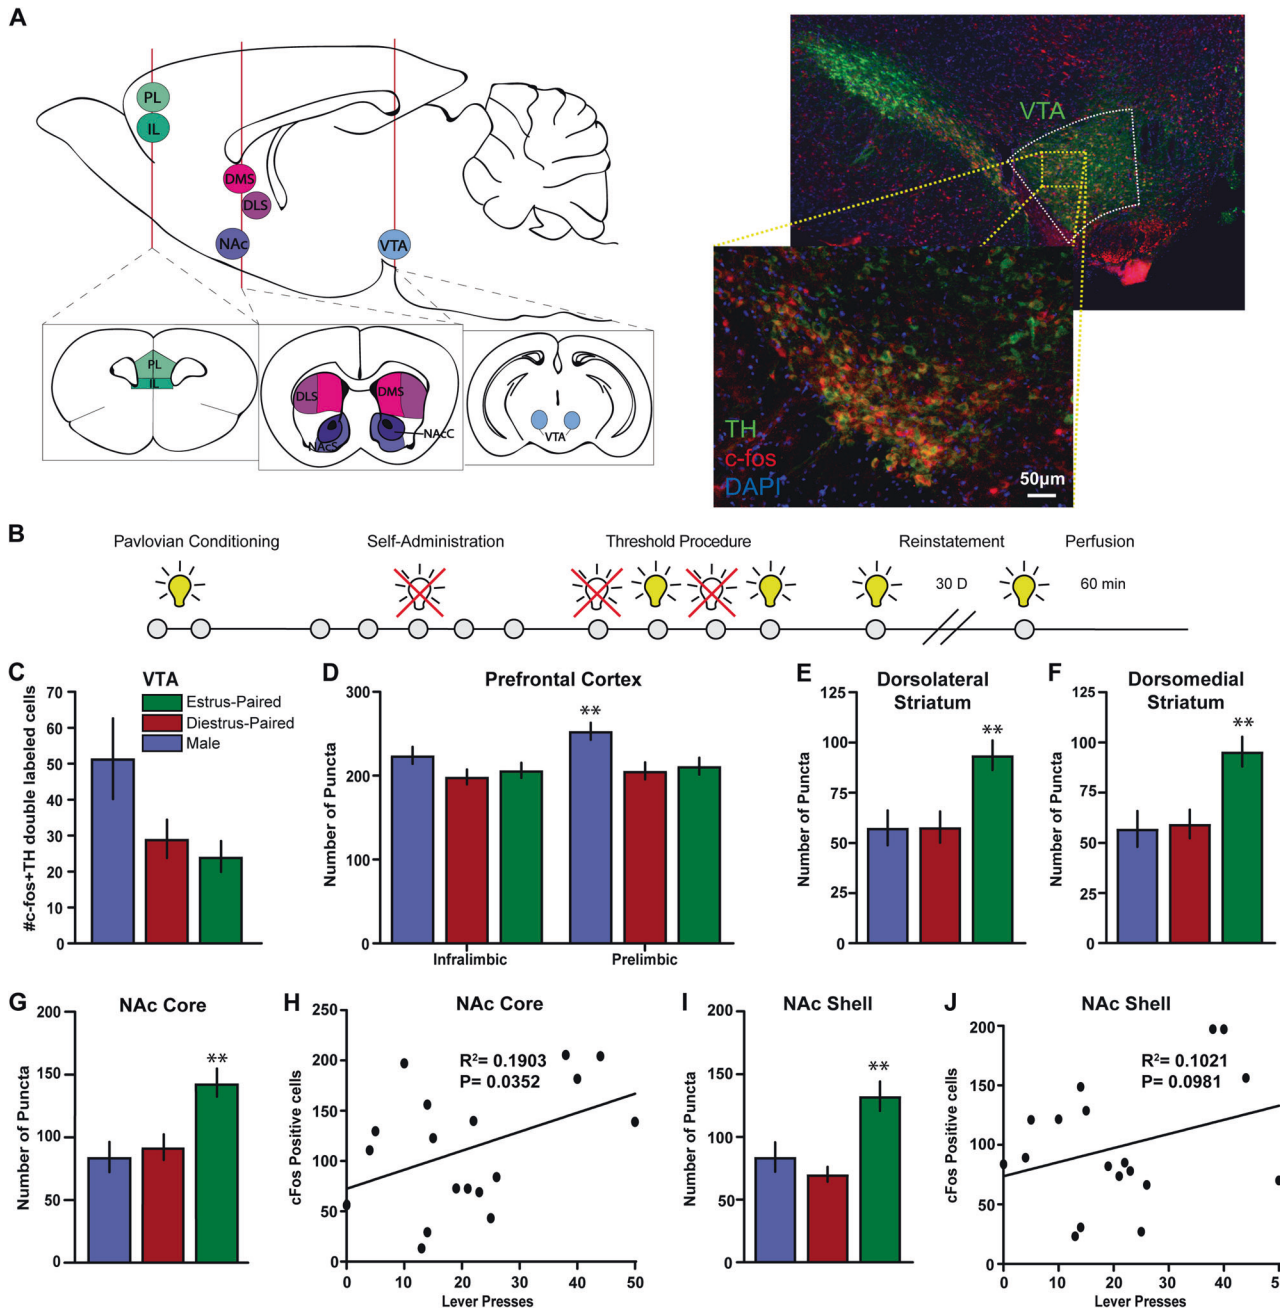 A
PL
IL
DMS
DLS
NAc
VTA
PL
IL
DLS
DMS
NAcS
NAcC
VTA
VTA
TH
c-fos
DAPI
50µm
B
Pavlovian Conditioning
Self-Administration
Threshold Procedure
Reinstatement
Perfusion
30 D
60 min
C
VTA
Estrus-Paired
Diestrus-Paired
Male
#c-fos+TH double labeled cells
70
60
50
40
30
20
10
0
D
Prefrontal Cortex
Number of Puncta
300
200
100
0
**
Infralimbic
Prelimbic
E
Dorsolateral
Striatum
Number of Puncta
125
100
75
50
25
0
**
F
Dorsomedial
Striatum
Number of Puncta
125
100
75
50
25
0
**
G
NAc Core
Number of Puncta
200
150
100
50
0
**
H
NAc Core
cFos Positive cells
250
200
150
100
50
0
R²= 0.1903
P= 0.0352
0 10 20 30 40 50
Lever Presses
I
NAc Shell
Number of Puncta
200
150
100
50
0
**
J
NAc Shell
cFos Positive cells
200
150
100
50
0
R²= 0.1021
P= 0.0981
0 10 20 30 40 50
Lever Presses